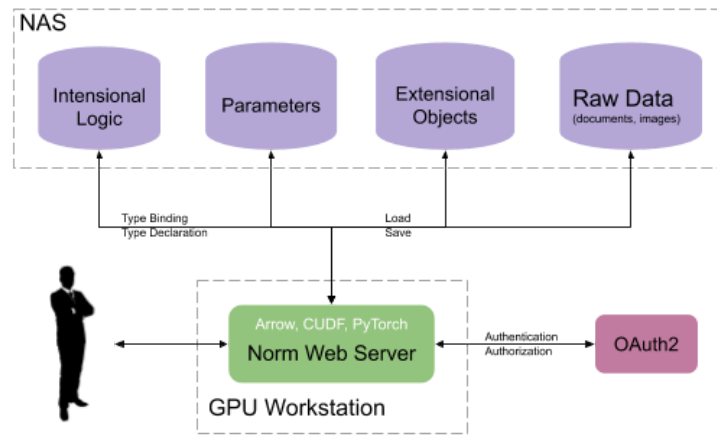 NAS
Intensional
Logic
Parameters
Extensional
Objects
Raw Data
(documents, images)
Type Binding
Type Declaration
Load
Save
Arrow, CUDF, PyTorch
Norm Web Server
GPU Workstation
Authentication
Authorization
OAuth2